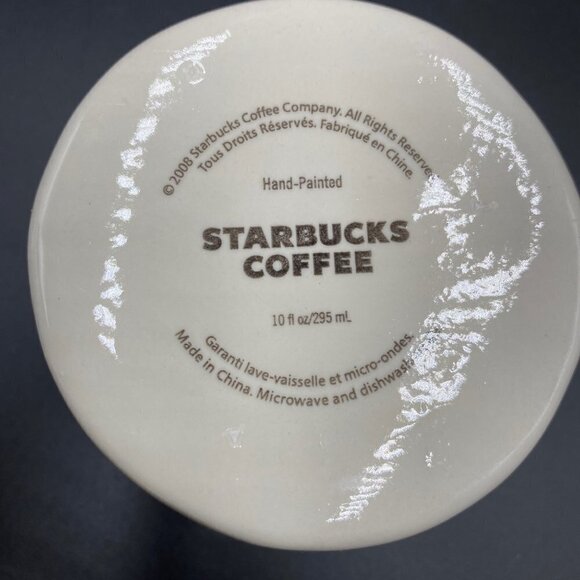 © 2008 Starbucks Coffee Company. All Rights Reserved.
Tous Droits Réservés. Fabriqué en Chine.
Hand-Painted
STARBUCKS
COFFEE
10 fl oz/295 mL
Garanti lave-vaisselle et micro-ondes.
Made in China. Microwave and